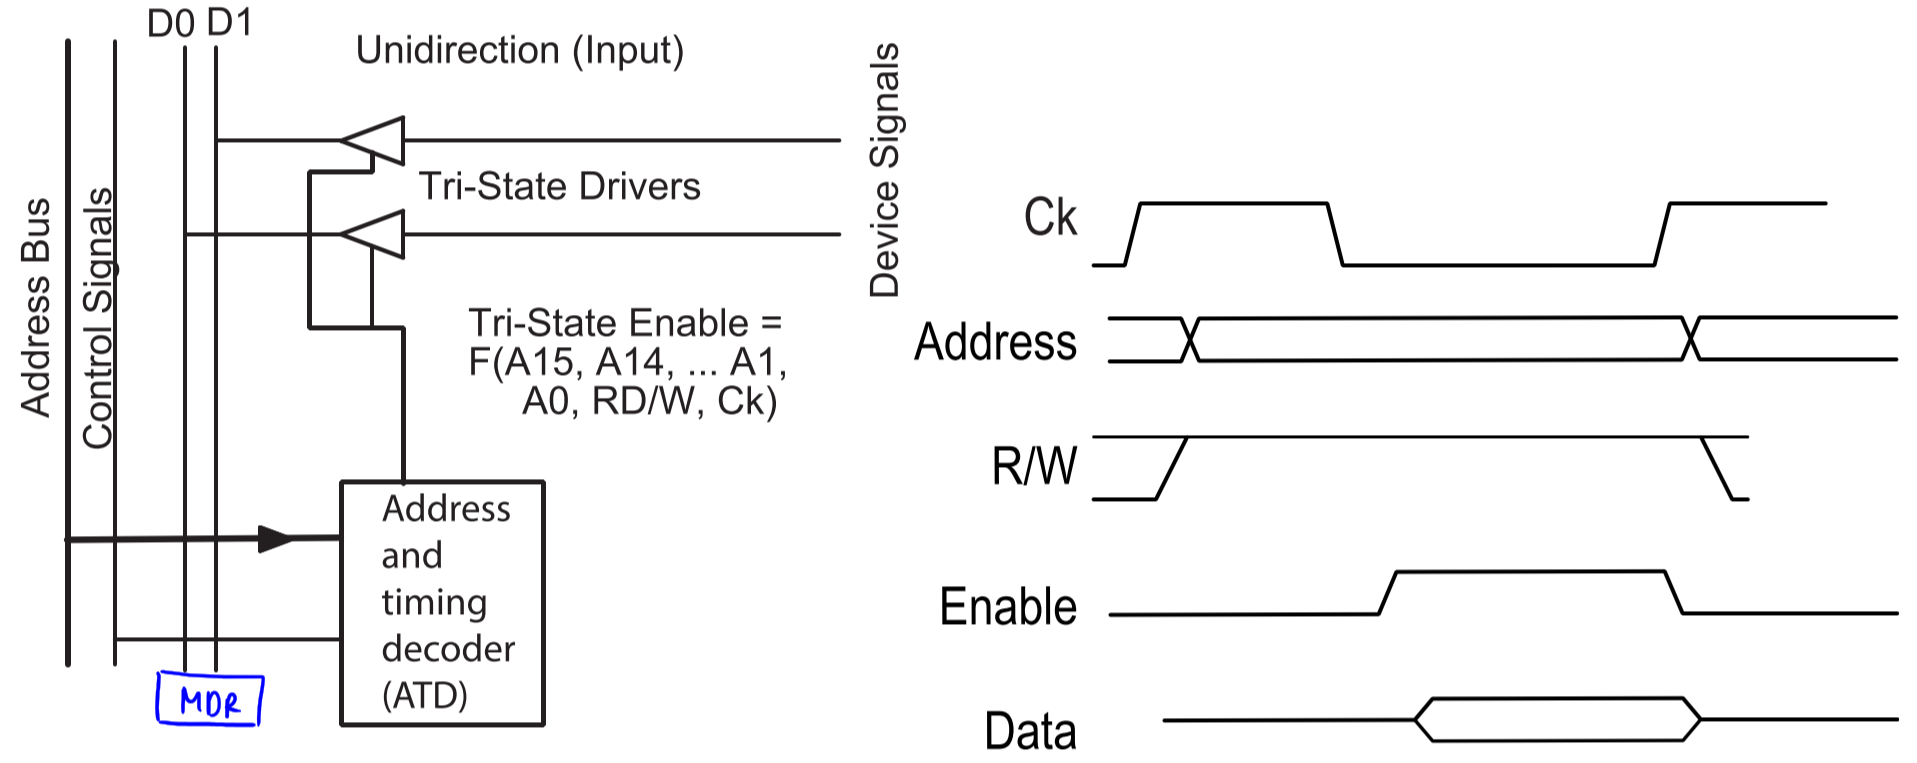 D0 D1
Unidirection (Input)
Tri-State Drivers
Address Bus
Control Signals
Device Signals
Tri-State Enable =
F(A15, A14, ... A1,
A0, RD/W, Ck)
Address
and
timing
decoder
(ATD)
MDR
Ck
Address
R/W
Enable
Data